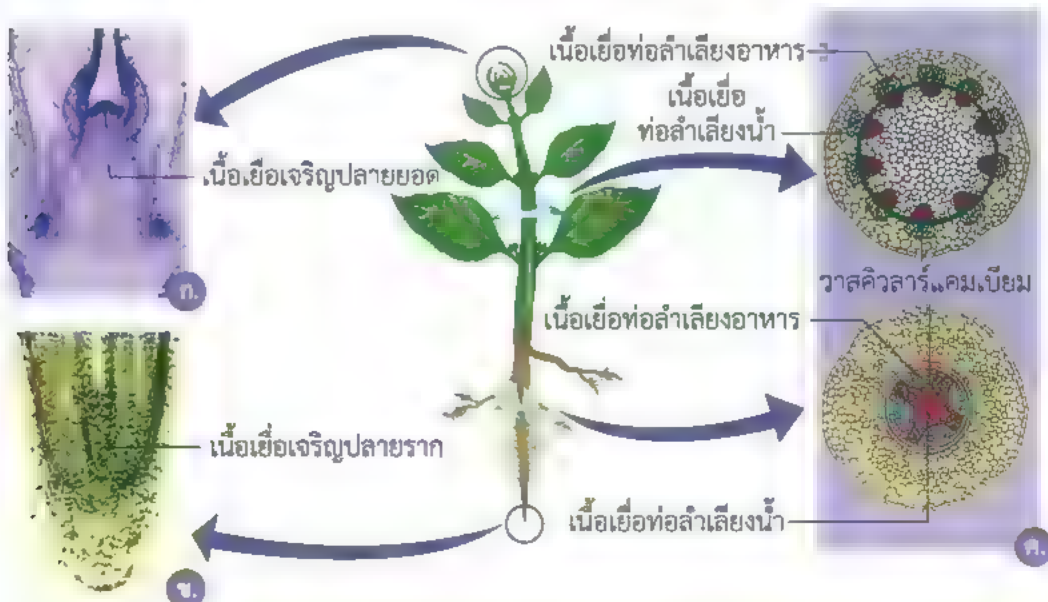 เนื้อเยื่อท่อลำเลียงอาหาร
เนื้อเยื่อ
ท่อลำเลียงน้ำ
เนื้อเยื่อเจริญปลายยอด
ก.
วาสคิวลาร์แคมเบียม
เนื้อเยื่อท่อลำเลียงอาหาร
เนื้อเยื่อเจริญปลายราก
เนื้อเยื่อท่อลำเลียงน้ำ
ข.
ค.